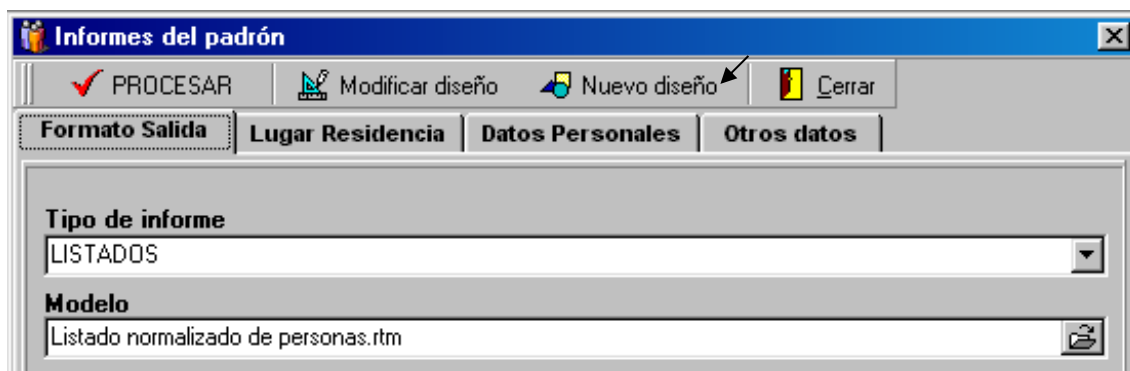 Informes del padrón
PROCESAR Modificar diseño Nuevo diseño Cerrar
Formato Salida Lugar Residencia Datos Personales Otros datos
Tipo de informe
LISTADOS
Modelo
Listado normalizado de personas.rtm